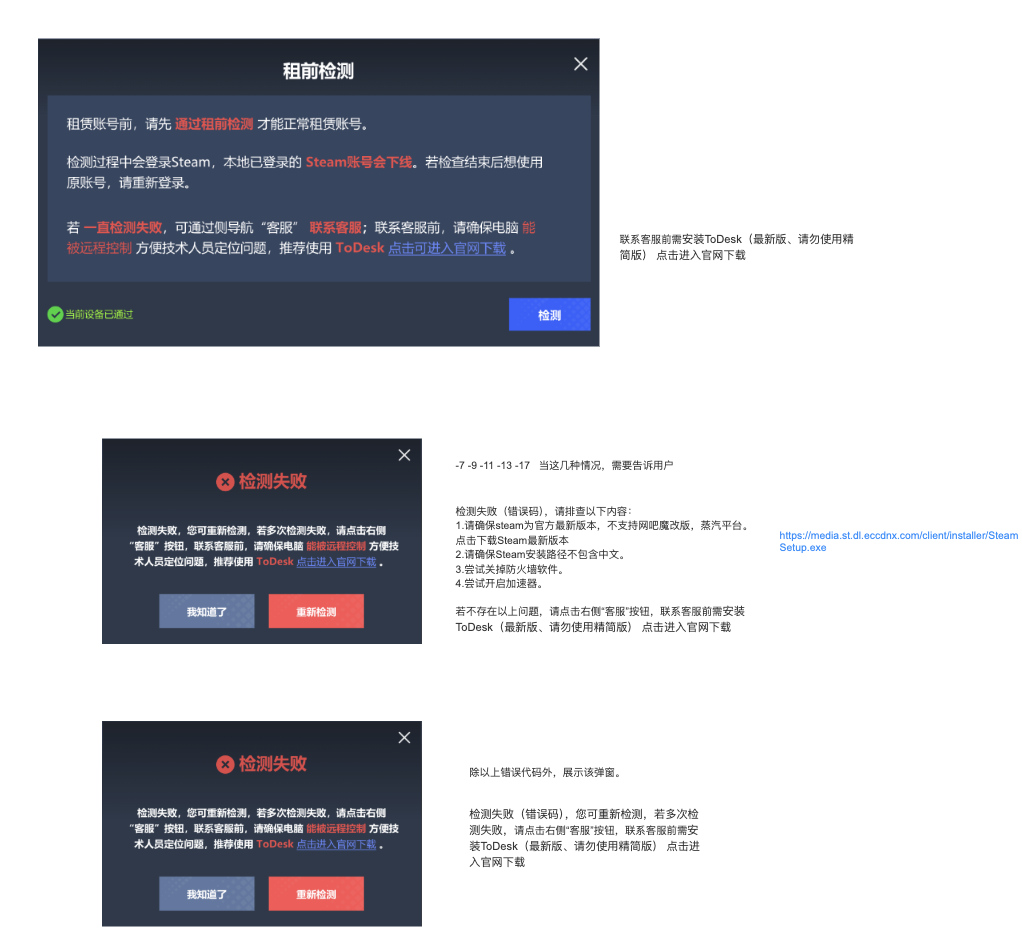 租前检测
租赁账号前，请先 通过租前检测 才能正常租赁账号。
检测过程中会登录Steam，本地已登录的 Steam账号会下线。若检查结束后想使用
原账号，请重新登录。
若 一直检测失败，可通过侧导航“客服” 联系客服；联系客服前，请确保电脑 能
被远程控制 方便技术人员定位问题，推荐使用 ToDesk 点击可进入官网下载 。
当前设备已通过
检测
联系客服前需安装ToDesk（最新版、请勿使用精
简版） 点击进入官网下载
检测失败
检测失败，您可重新检测，若多次检测失败，请点击右侧
“客服”按钮，联系客服前，请确保电脑 能被远程控制 方便技
术人员定位问题，推荐使用 ToDesk 点击进入官网下载 。
我知道了
重新检测
-7 -9 -11 -13 -17 当这几种情况，需要告诉用户
检测失败（错误码），请排查以下内容：
1.请确保steam为官方最新版本，不支持网吧魔改版，蒸汽平台。
点击下载Steam最新版本
2.请确保Steam安装路径不包含中文。
3.尝试关掉防火墙软件。
4.尝试开启加速器。
若不存在以上问题，请点击右侧“客服”按钮，联系客服前需安装
ToDesk（最新版、请勿使用精简版） 点击进入官网下载
https://media.st.dl.eccdnx.com/client/installer/Steam
Setup.exe
检测失败
检测失败，您可重新检测，若多次检测失败，请点击右侧
“客服”按钮，联系客服前，请确保电脑 能被远程控制 方便技
术人员定位问题，推荐使用 ToDesk 点击进入官网下载 。
我知道了
重新检测
除以上错误代码外，展示该弹窗。
检测失败（错误码），您可重新检测，若多次检
测失败，请点击右侧“客服”按钮，联系客服前需安
装ToDesk（最新版、请勿使用精简版） 点击进
入官网下载